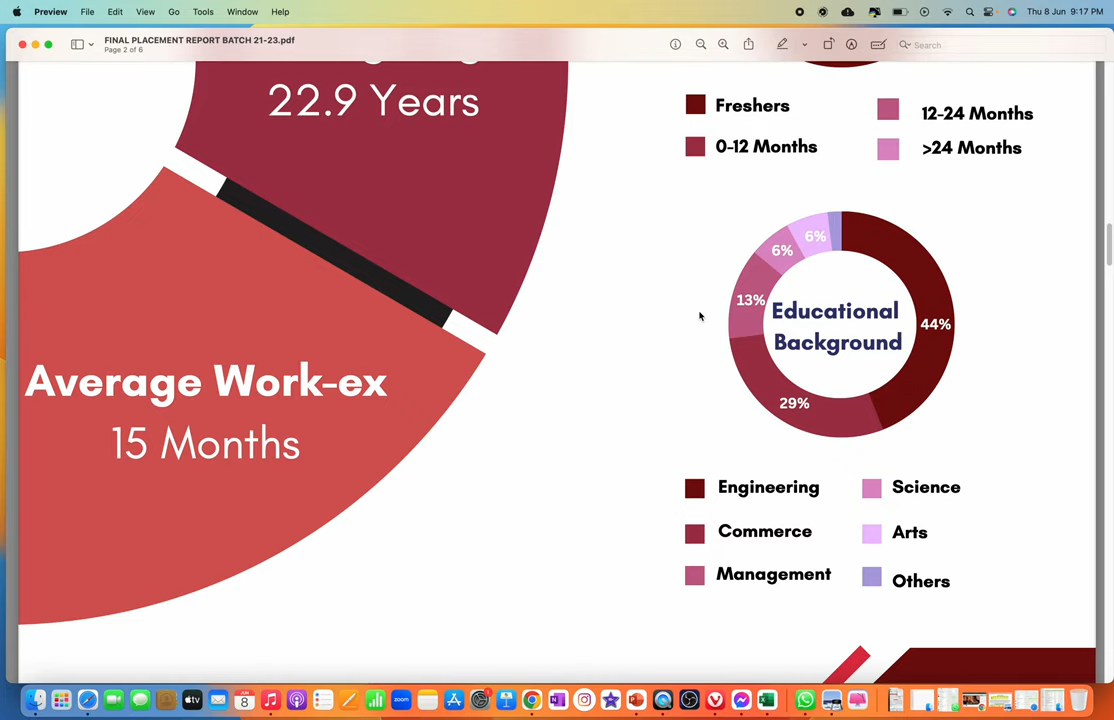 Preview File Edit View Go Tools Window Help
Thu 8 Jun 9:17 PM
FINAL PLACEMENT REPORT BATCH 21-23.pdf
Page 2 of 6
Search
22.9 Years
Average Work-ex
15 Months
Freshers
12-24 Months
0-12 Months
>24 Months
6%
6%
13%
44%
29%
Educational
Background
Engineering
Science
Commerce
Arts
Management
Others
zoom
tv